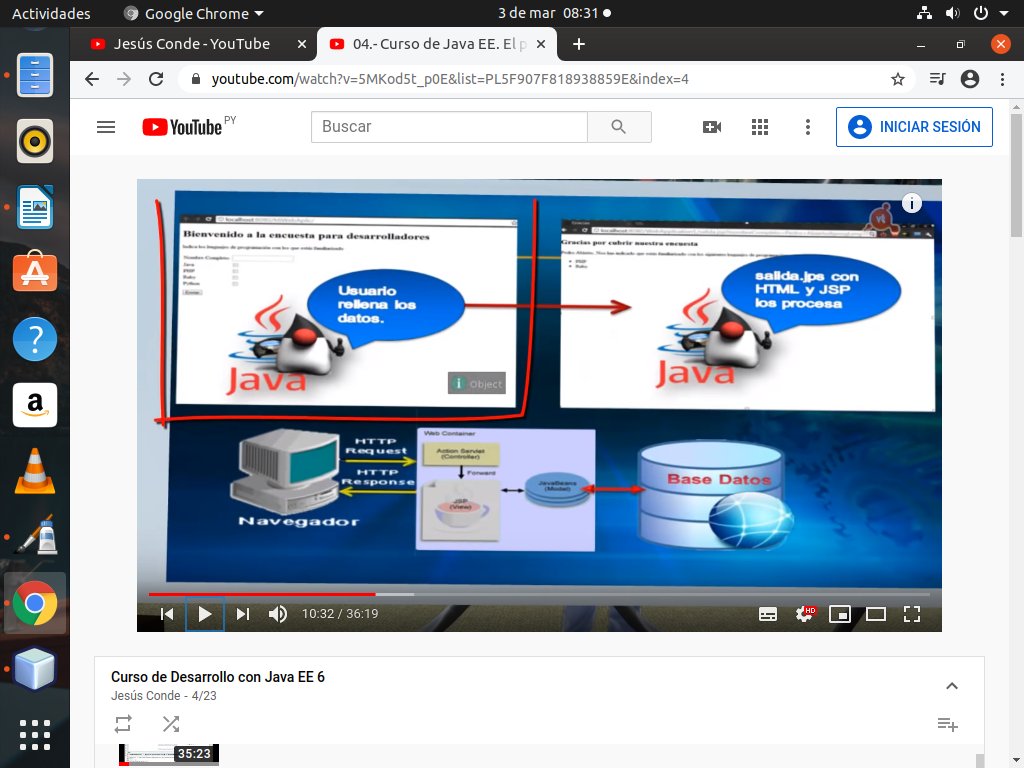 Actividades
Google Chrome
3 de mar 08:31
Jesús Conde - YouTube
04.- Curso de Java EE. El p
youtube.com/watch?v=5MKod5t_p0E&list=PL5F907F818938859E&index=4
YouTube PY
Buscar
INICIAR SESIÓN
localhost:8080/MiWebAplic/
Bienvenido a la encuesta para desarrolladores
Indica los lenguajes de programación con los que estás familiarizado
Nombre Completo:
Java
PHP
Ruby
Python
Enviar
Usuario
rellena los
datos.
Java
Object
Gracias por cubrir nuestra encuesta
PHP
Ruby
salida.jps con
HTML y JSP
los procesa
Java
HTTP
Request
HTTP
Response
Navegador
Web Container
Action Servlet
(Controller)
Forward
JSP
(View)
JavaBeans
(Model)
Base Datos
10:32 / 36:19
HD
Curso de Desarrollo con Java EE 6
Jesús Conde - 4/23
35:23